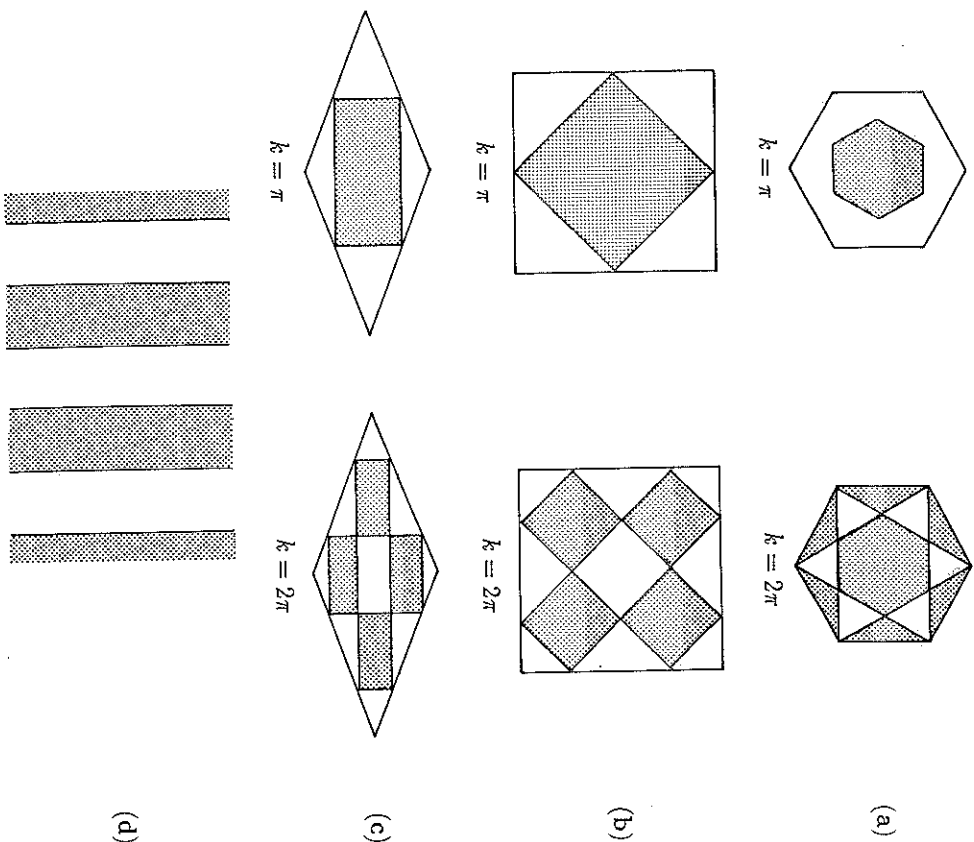 (a)
k = π
k = 2π
(b)
k = π
k = 2π
(c)
k = π
k = 2π
(d)